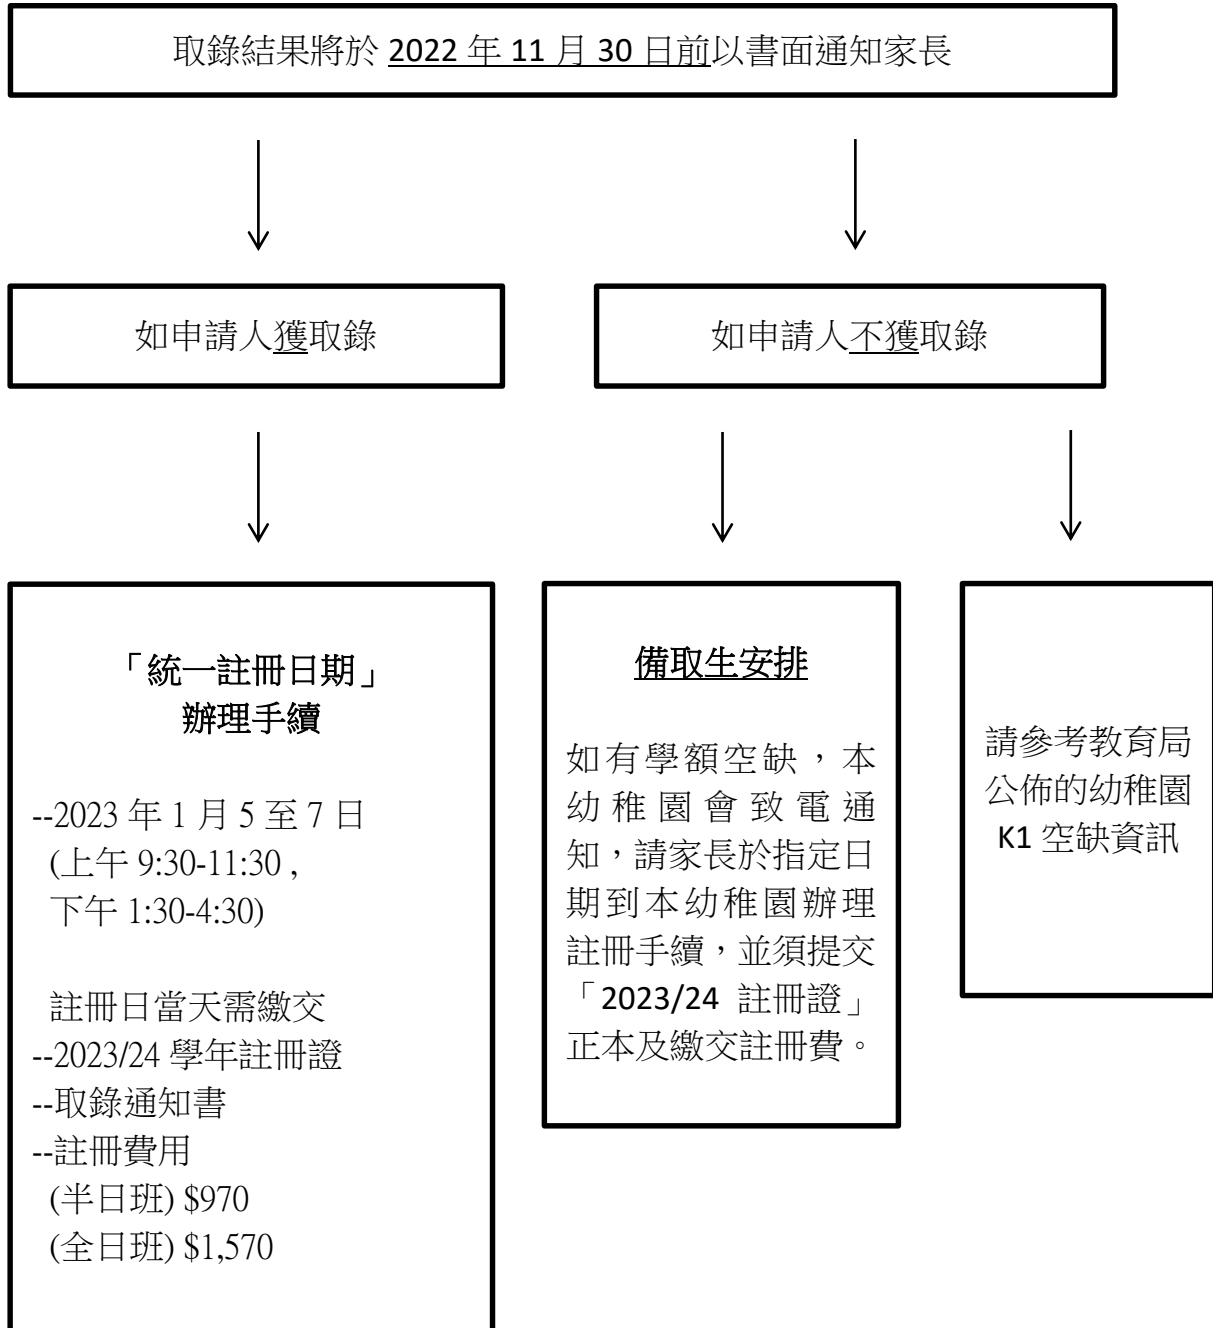 取錄結果將於 2022 年 11 月 30 日前以書面通知家長
如申請人獲取錄
如申請人不獲取錄
「統一註冊日期」
辦理手續
--2023 年 1 月 5 至 7 日
(上午 9:30-11:30 ,
下午 1:30-4:30)
註冊日當天需繳交
--2023/24 學年註冊證
--取錄通知書
--註冊費用
(半日班) $970
(全日班) $1,570
備取生安排
如有學額空缺，本
幼稚園會致電通
知，請家長於指定日
期到本幼稚園辦理
註冊手續，並須提交
「2023/24 註冊證」
正本及繳交註冊費。
請參考教育局
公佈的幼稚園
K1 空缺資訊